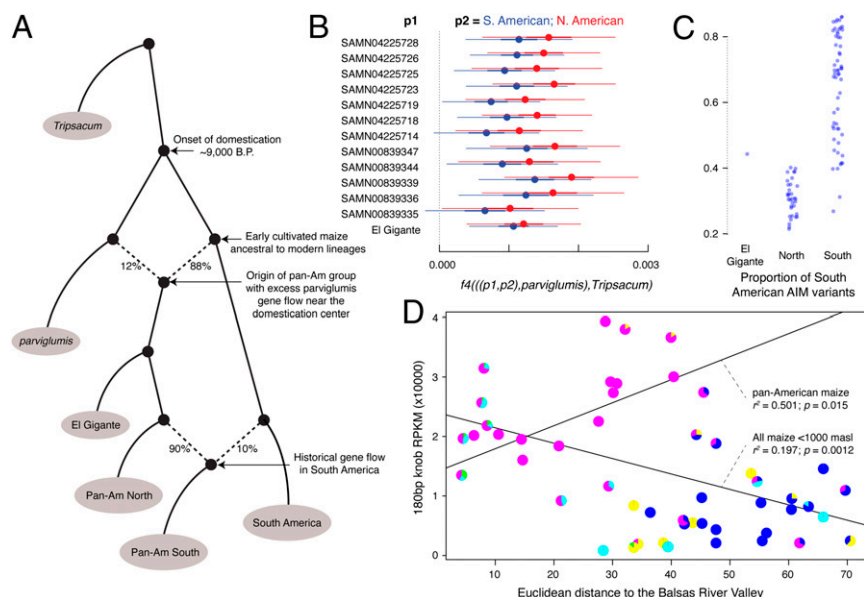 A
Tripsacum
Onset of domestication
~9,000 B.P.
Early cultivated maize
ancestral to modern lineages
12%
88%
Origin of pan-Am group
with excess parviglumis
gene flow near the
domestication center
parviglumis
El Gigante
90%
10%
Historical gene flow
in South America
Pan-Am North
South America
Pan-Am South
B
p1
p2 = S. American; N. American
SAMN04225728
SAMN04225726
SAMN04225725
SAMN04225723
SAMN04225719
SAMN04225718
SAMN04225714
SAMN00839347
SAMN00839344
SAMN00839339
SAMN00839336
SAMN00839335
El Gigante
0.000
0.003
f4(((p1,p2),parviglumis),Tripsacum)
C
0.8
0.6
0.4
0.2
El
Gigante
North
South
Proportion of South
American AIM variants
D
180bp knob RPKM (x10000)
4
3
2
1
0
pan-American maize
r² = 0.501; p = 0.015
All maize <1000 masl
r² = 0.197; p = 0.0012
10
20
30
40
50
60
70
Euclidean distance to the Balsas River Valley